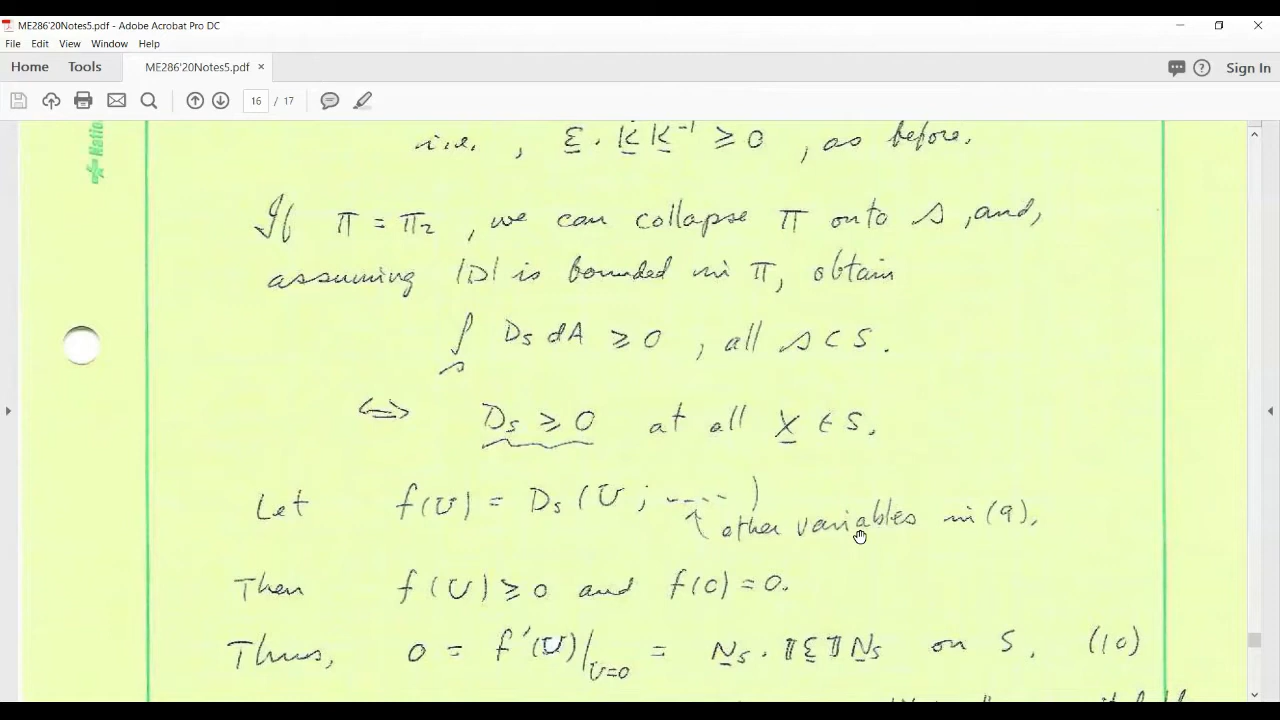 ME286'20Notes5.pdf - Adobe Acrobat Pro DC
File Edit View Window Help
Home Tools ME286'20Notes5.pdf × Sign In
16 / 17
i.e., Ɛ · K̇ K⁻¹ ≥ 0, as before.
If π = π₂, we can collapse π onto s, and,
assuming |D| is bounded in π, obtain
∫ₛ Dₛ dA ≥ 0, all s ⊂ S.
⇔ Dₛ ≥ 0 at all X ∈ S.
Let f(U) = Dₛ(U; -----)
other variables in (9).
Then f(U) ≥ 0 and f(0) = 0.
Thus, 0 = f'(U)|U=0 = Nₛ · ⟦Ɛ⟧Nₛ on S. (10)